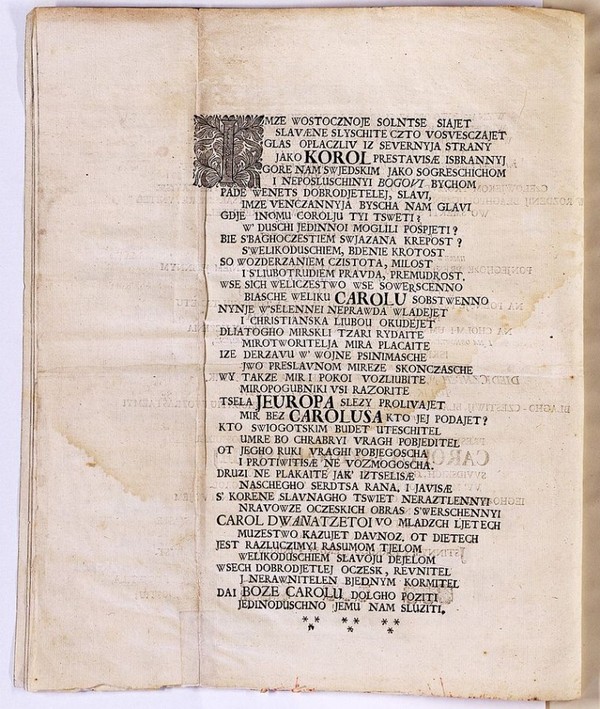 IMZE WOSTOCZNOJE SOLNTSE SIAJET
SLAVÆNE SLYSCHITE CZTO VOSVESCZAJET
GLAS OPLACZLIV IZ SEVERNYJA STRANY
JAKO KOROL PRESTAVISÆ ISBRANNYJ
GORE NAM SWJEDSKIM JAKO SOGRESCHICHOM
I NEPOSLUSCHINYI BOGOVI BYCHOM
PADE WENETS DOBRODJETELEJ, SLAVI,
IMZE VENCZANNYJA BYSCHA NAM GLAVI
GDJE INOMU COROLJU TYI TSWETI?
W' DUSCHI JEDINNOI MOGLILI POSPJETI?
BIE S'BAGHOCZESTIEM SWJAZANA KREPOST?
S'WELIKODUSCHIEM, BDENIE KROTOST
SO WOZDERZANIEM CZISTOTA, MILOST
I S'LIUBOTRUDIEM PRAVDA, PREMUDROST.
WSE SICH WELICZESTWO WSE SOWERSCENNO
BIASCHE WELIKU CAROLU SOBSTWENNO
NYNJE W'SELENNEI NEPRAWDA WLADEJET
I CHRISTIANSKA LIUBOU OKUDEJET
DLIATOGHO MIRSKLI TZARI RYDAITE
MIROTWORITELJA MIRA PLACAITE
IZE DERZAVU W' WOJNE PSINIMASCHE
JWO PRESLAVNOM MIREZE SKONCZASCHE
WY TAKZE MIR I POKOI VOZLIUBITE
MIROPOGUBNIKI VSI RAZORITE
TSELA JEUROPA SLEZY PROLIVAJET
MIR BEZ CAROLUSA KTO JEJ PODAJET?
KTO SWIOGOTSKIM BUDET UTESCHITEL
UMRE BO CHRABRYI VRAGH POBJEDITEL
OT JEGHO RUKI VRAGHI POBJEGOSCHA
I PROTIWITISÆ NE VOZMOGOSCHA.
DRUZI NE PLAKAITE JAK' IZTSELISÆ
NASCHEGHO SERDTSA RANA, I JAVISÆ
S' KORENE SLAVNAGHO TSWIET NERAZTLENNYI
NRAVOWZE OCZESKICH OBRAS S'WERSCHENNYI
CAROL DWANATZETOI VO MLADZCH LJETECH
MUZESTWO KAZUJET DAVNOZ, OT DIETECH
JEST RAZLUCZIMYI RASUMOM TJELOM
WELIKODUSCHIEM SLAVOJU DEJELOM
WSECH DOBRODJETLEJ OCZESK, REVNITEL
J NERAWNITELEN BJEDNYM KORMITEL
DAI BOZE CAROLU DOLGHO POZITI
JEDINODUSCHNO JEMU NAM SLUZITI.